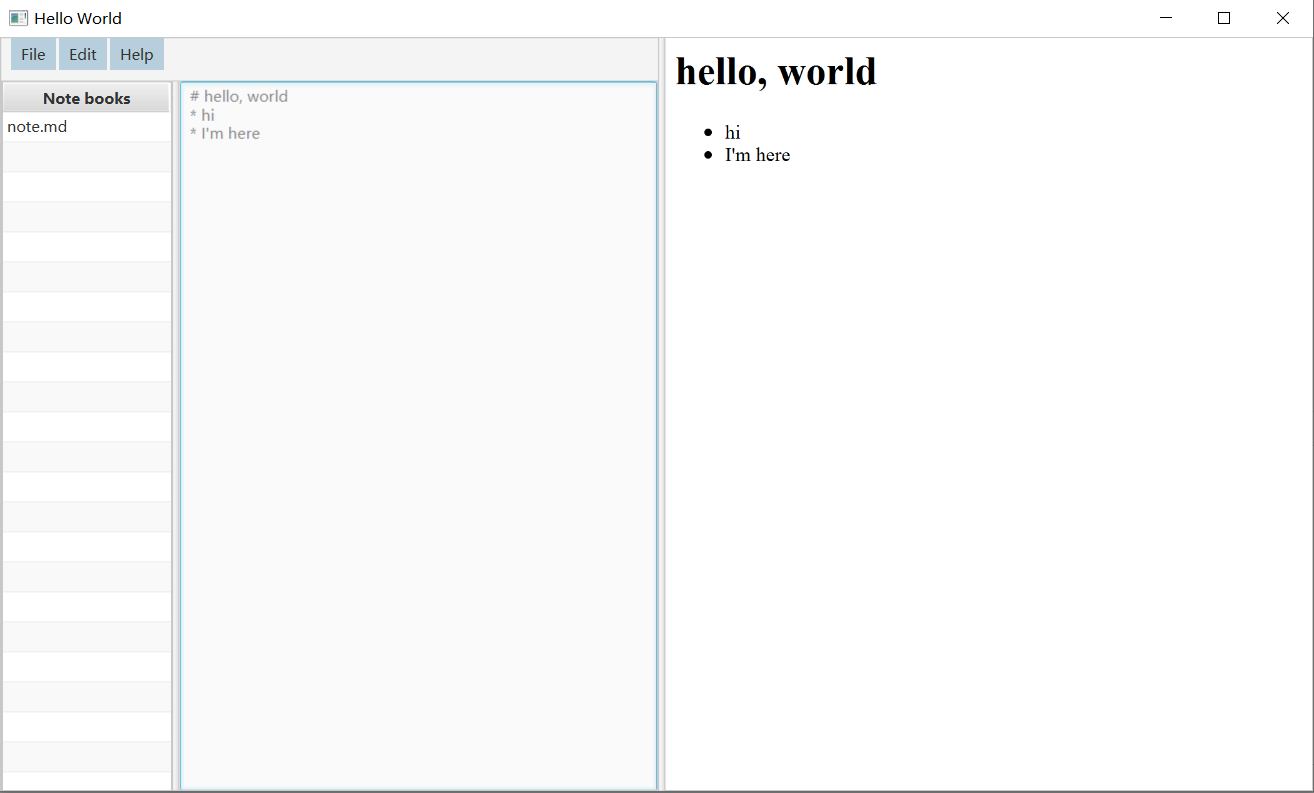 Hello World
File Edit Help
Note books
note.md
# hello, world
* hi
* I'm here
hello, world
• hi
• I'm here